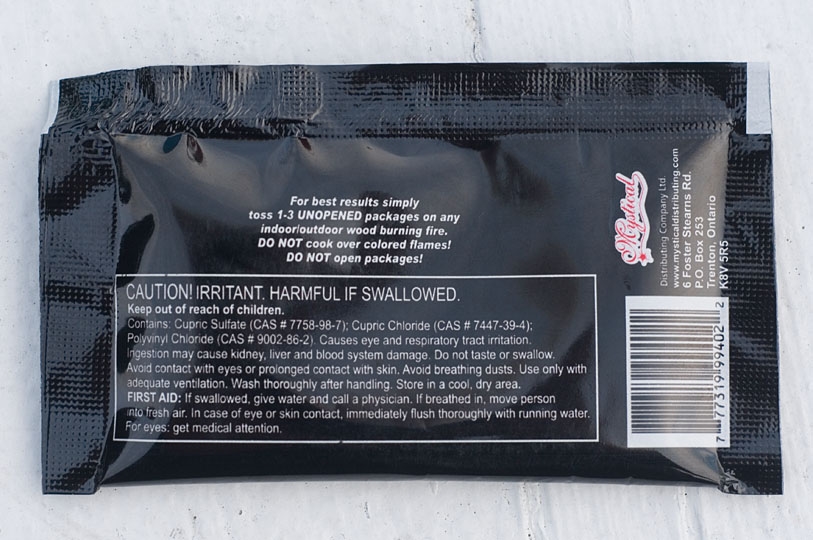 For best results simply
toss 1-3 UNOPENED packages on any
indoor/outdoor wood burning fire.
DO NOT cook over colored flames!
DO NOT open packages!
CAUTION! IRRITANT. HARMFUL IF SWALLOWED.
Keep out of reach of children.
Contains: Cupric Sulfate (CAS # 7758-98-7); Cupric Chloride (CAS # 7447-39-4);
Polyvinyl Chloride (CAS # 9002-86-2). Causes eye and respiratory tract irritation.
Ingestion may cause kidney, liver and blood system damage. Do not taste or swallow.
Avoid contact with eyes or prolonged contact with skin. Avoid breathing dusts. Use only with
adequate ventilation. Wash thoroughly after handling. Store in a cool, dry area.
FIRST AID: If swallowed, give water and call a physician. If breathed in, move person
into fresh air. In case of eye or skin contact, immediately flush thoroughly with running water.
For eyes: get medical attention.
Mystical
Distributing Company Ltd.
www.mysticaldistributing.com
6 Foster Stearns Rd.
P.O. Box 253
Trenton, Ontario
K8V 5R5
7 77319 99402 2